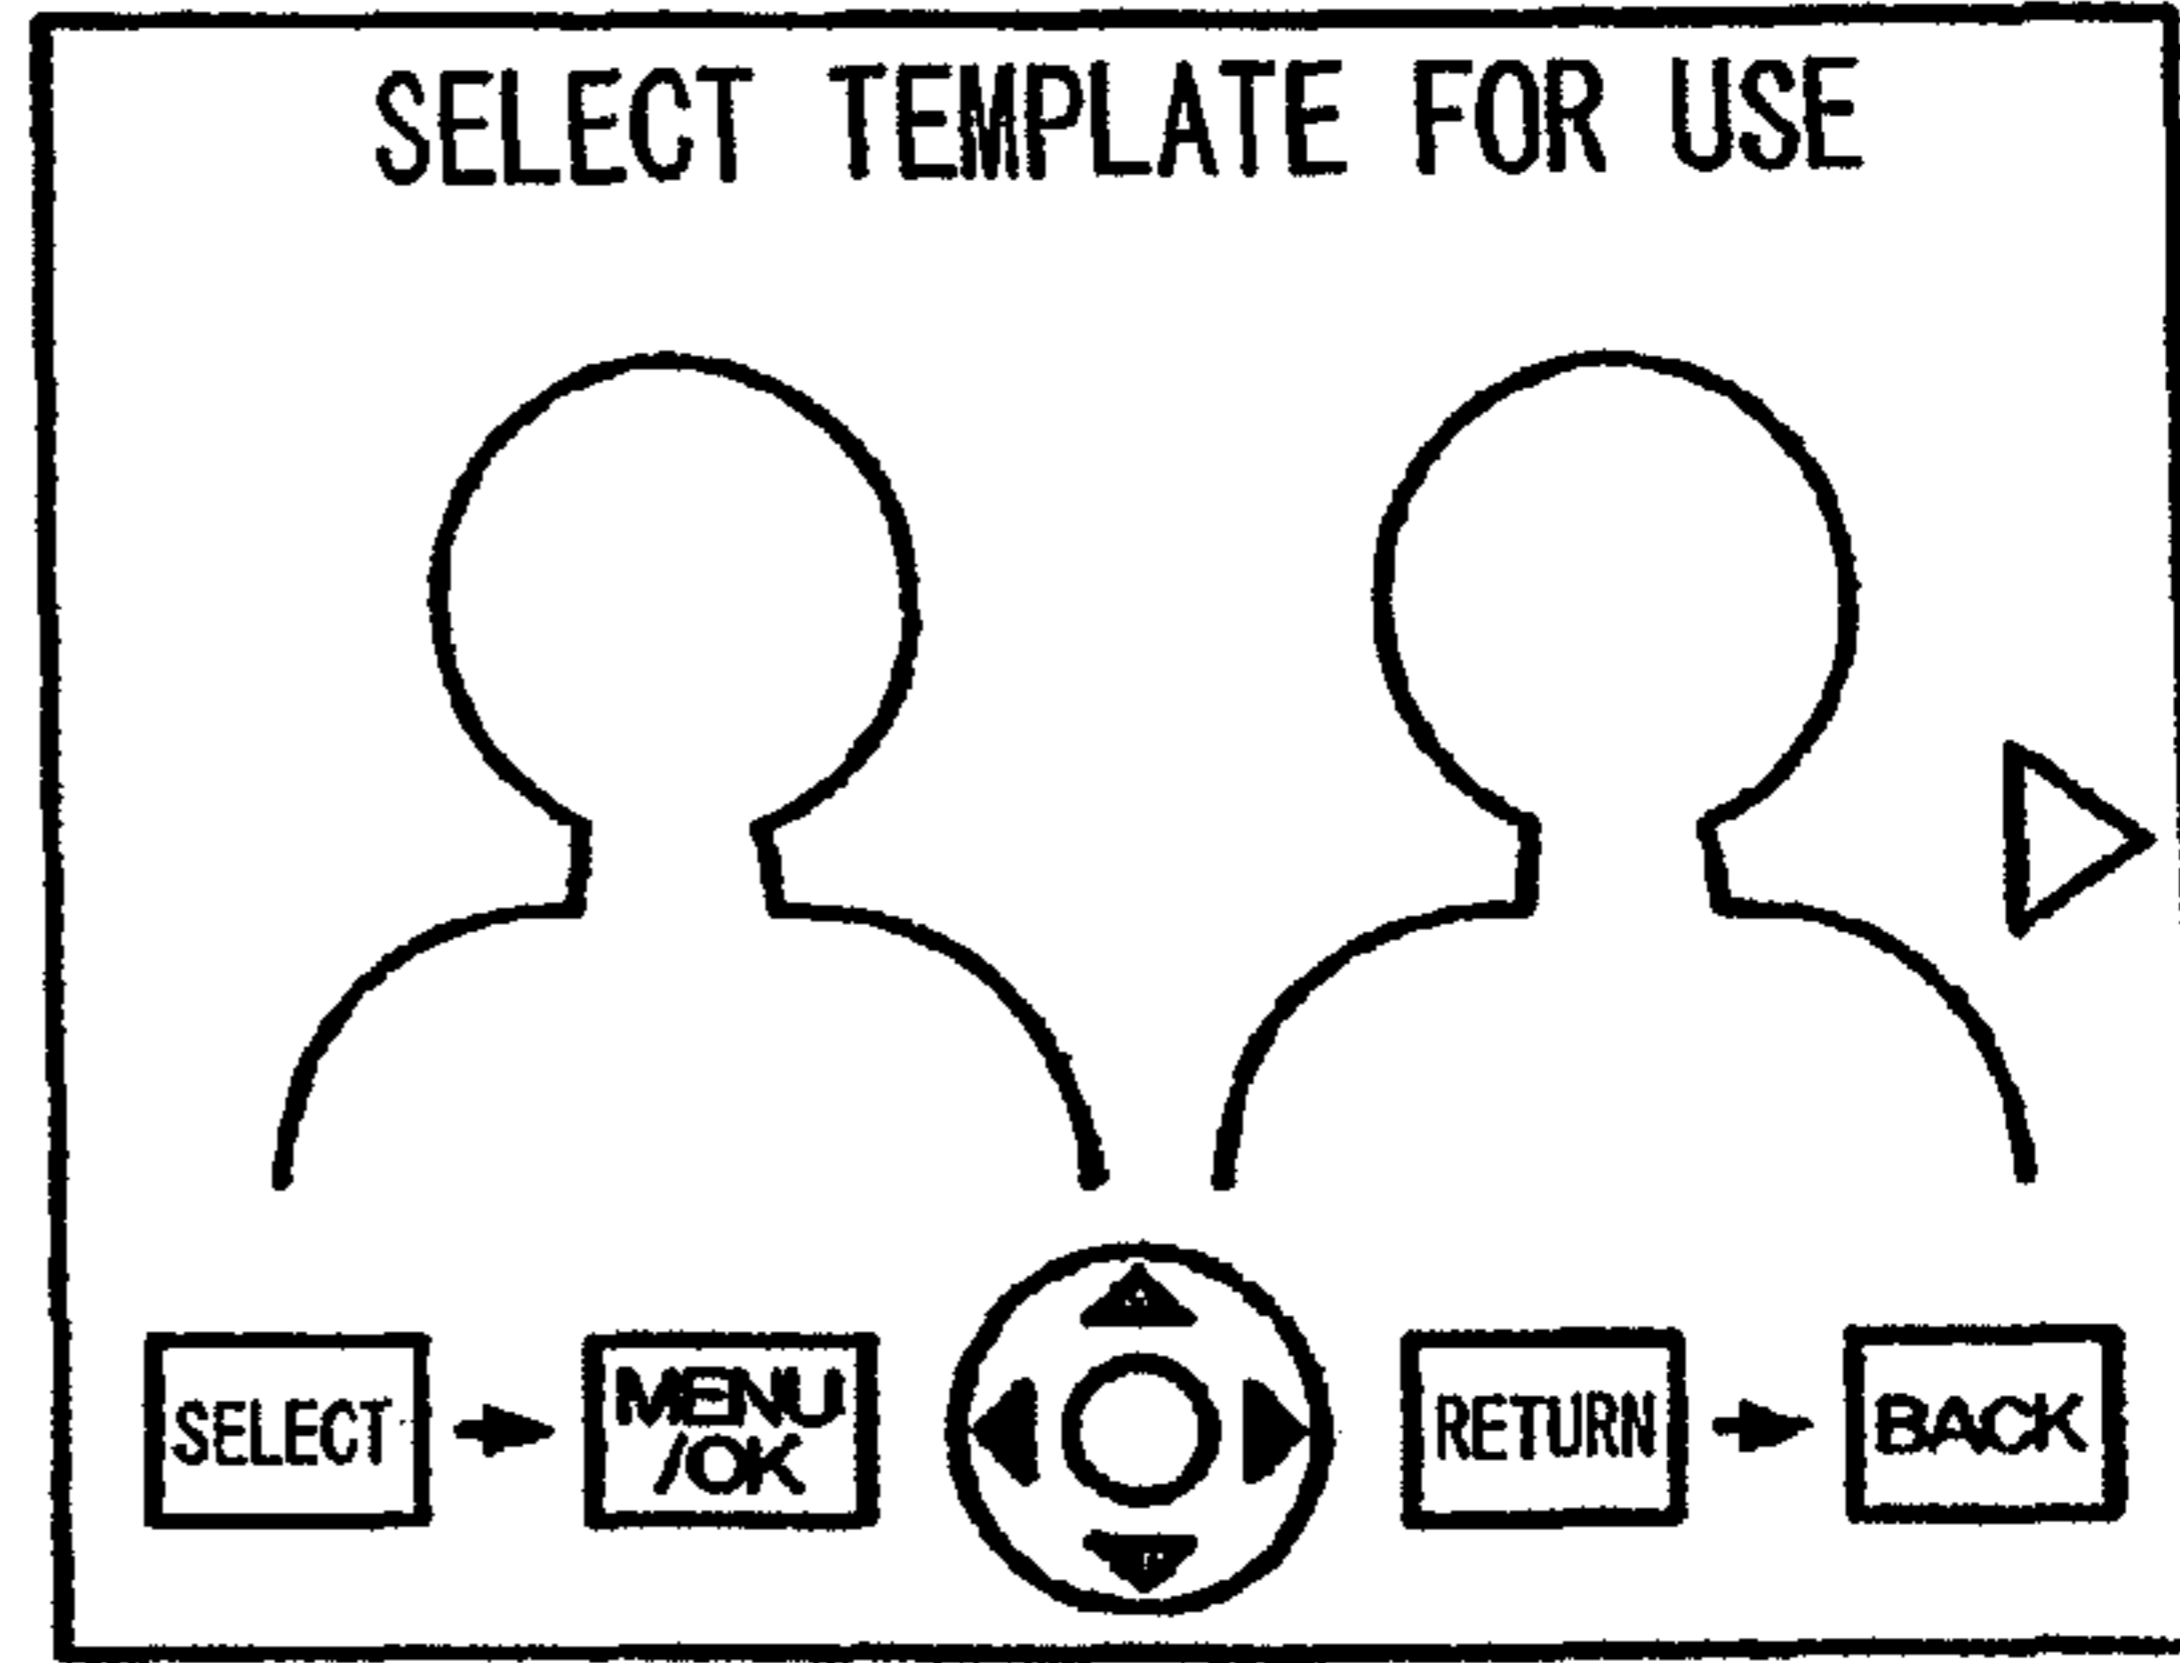 SELECT TEMPLATE FOR USE
SELECT
MENU
/OK
RETURN
BACK